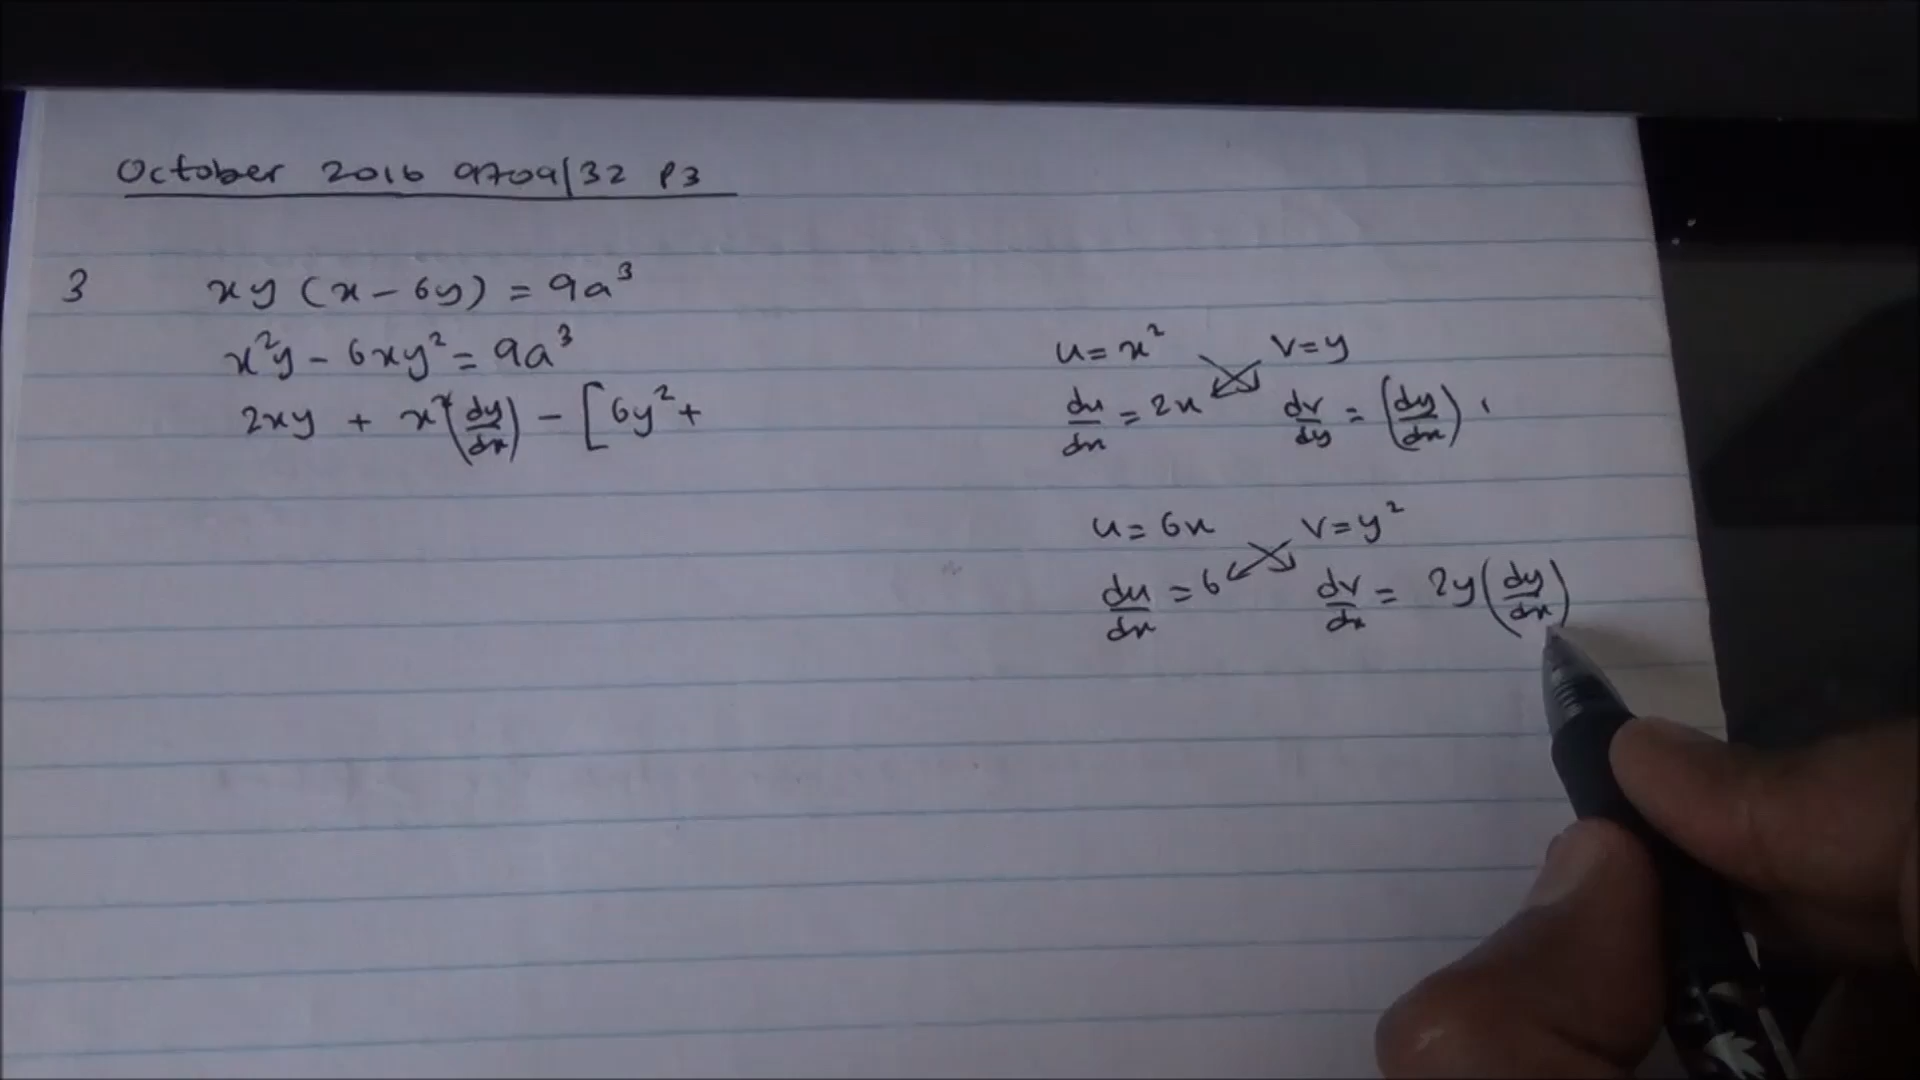 October 2016 9709/32 P3
3 xy (x - 6y) = 9a³
x²y - 6xy² = 9a³
2xy + x²(dy/dx) - [6y² +
u = x² v = y
du/dx = 2x dv/dy = (dy/dx) .
u = 6x v = y²
du/dx = 6 dv/dx = 2y(dy/dx)